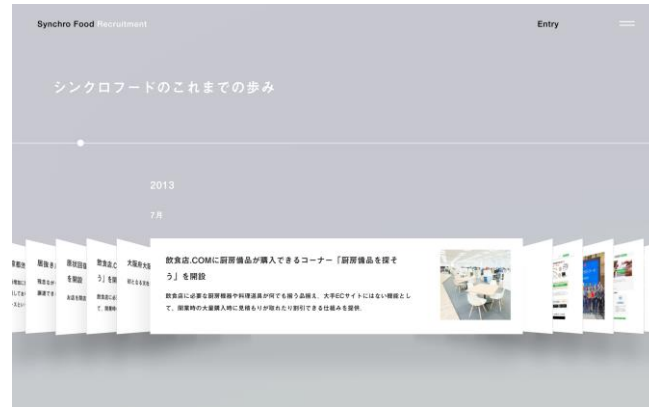 Synchro Food Recruitment
Entry
シンクロフードのこれまでの歩み
2013
7月
飲食店.COMに厨房備品が購入できるコーナー「厨房備品を探そ
う」を開設
飲食店に必要な厨房機器や料理道具が何でも揃う品揃え、大手ECサイトにはない機能とし
て、開業時の大量購入時に見積もりが取れたり割引できる仕組みを提供。